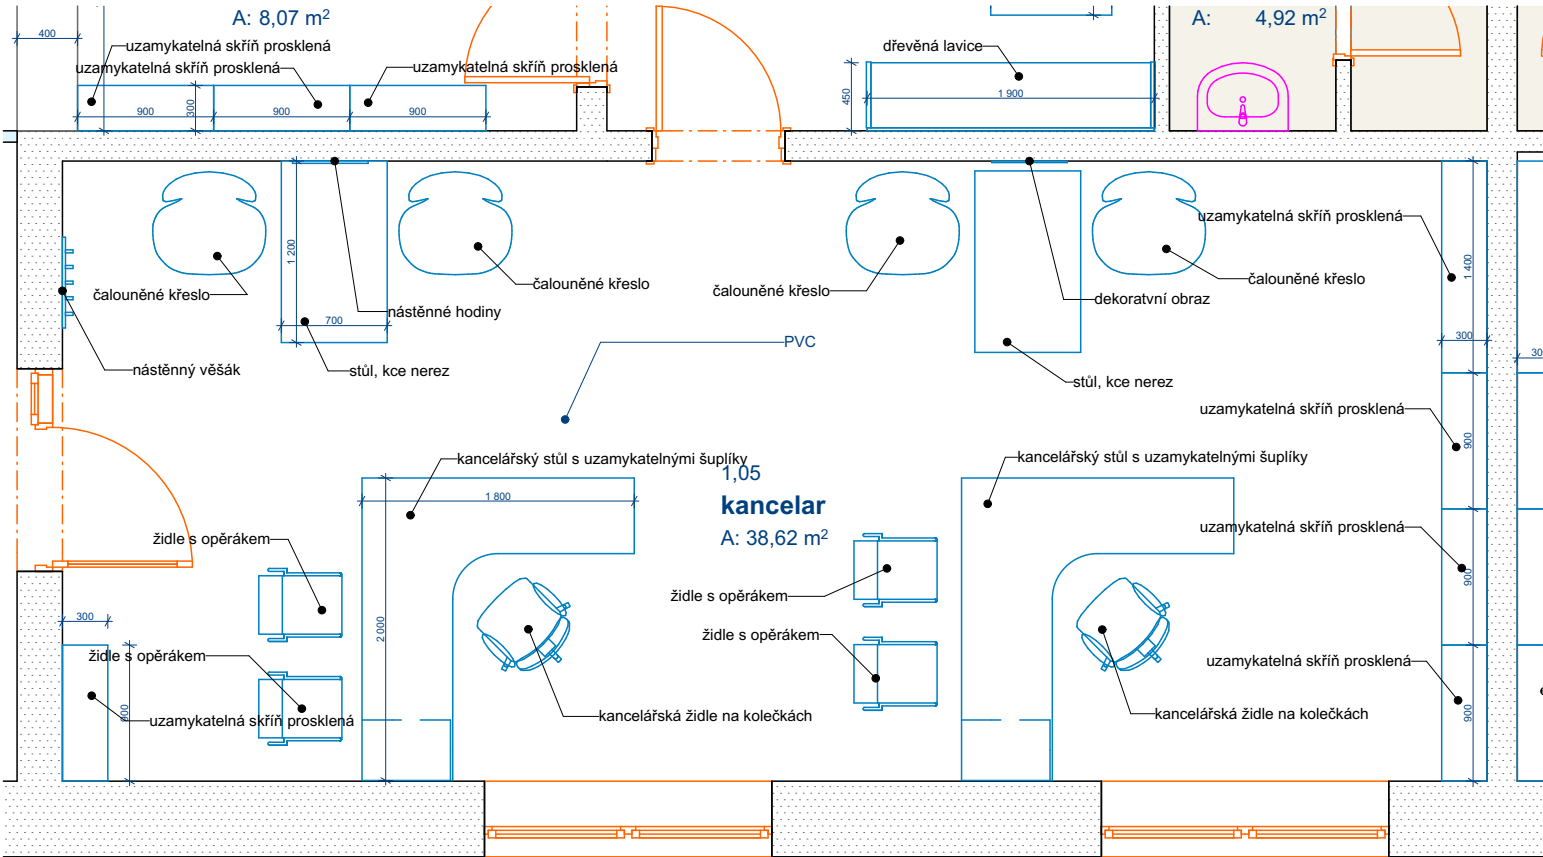 A: 8,07 m²
A: 4,92 m²
400
uzamykatelná skříň prosklená
uzamykatelná skříň prosklená
uzamykatelná skříň prosklená
dřevěná lavice
900
300
900
900
450
1 900
uzamykatelná skříň prosklená
1 200
1 400
čalouněné křeslo
čalouněné křeslo
čalouněné křeslo
čalouněné křeslo
dekoratvní obraz
nástěnné hodiny
700
300
PVC
30
nástěnný věšák
stůl, kce nerez
stůl, kce nerez
uzamykatelná skříň prosklená
900
kancelářský stůl s uzamykatelnými šuplíky
kancelářský stůl s uzamykatelnými šuplíky
1,05
1 800
kancelar
A: 38,62 m²
uzamykatelná skříň prosklená
židle s opěrákem
900
židle s opěrákem
300
2 000
židle s opěrákem
židle s opěrákem
uzamykatelná skříň prosklená
900
uzamykatelná skříň prosklená
kancelářská židle na kolečkách
kancelářská židle na kolečkách
900